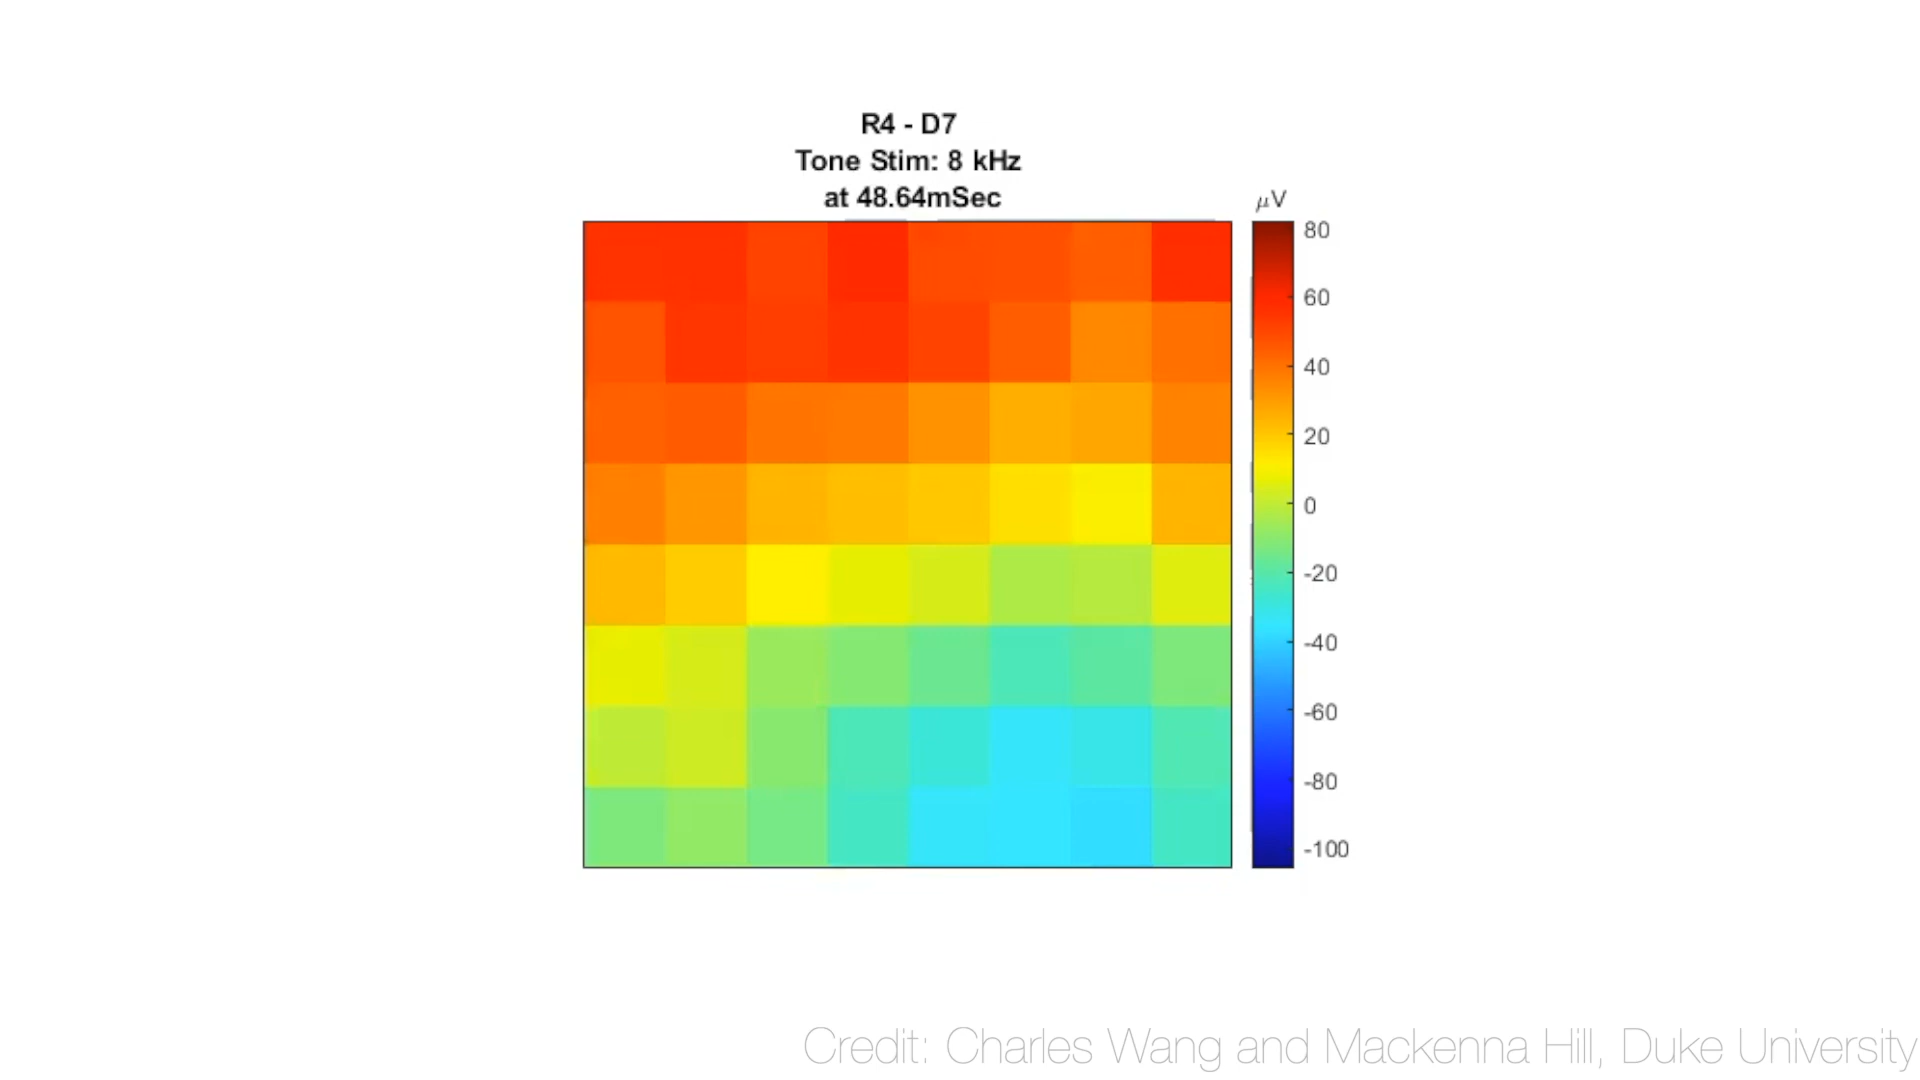 R4 - D7
Tone Stim: 8 kHz
at 48.64mSec
μV
80
60
40
20
0
-20
-40
-60
-80
-100
Credit: Charles Wang and Mackenna Hill, Duke University